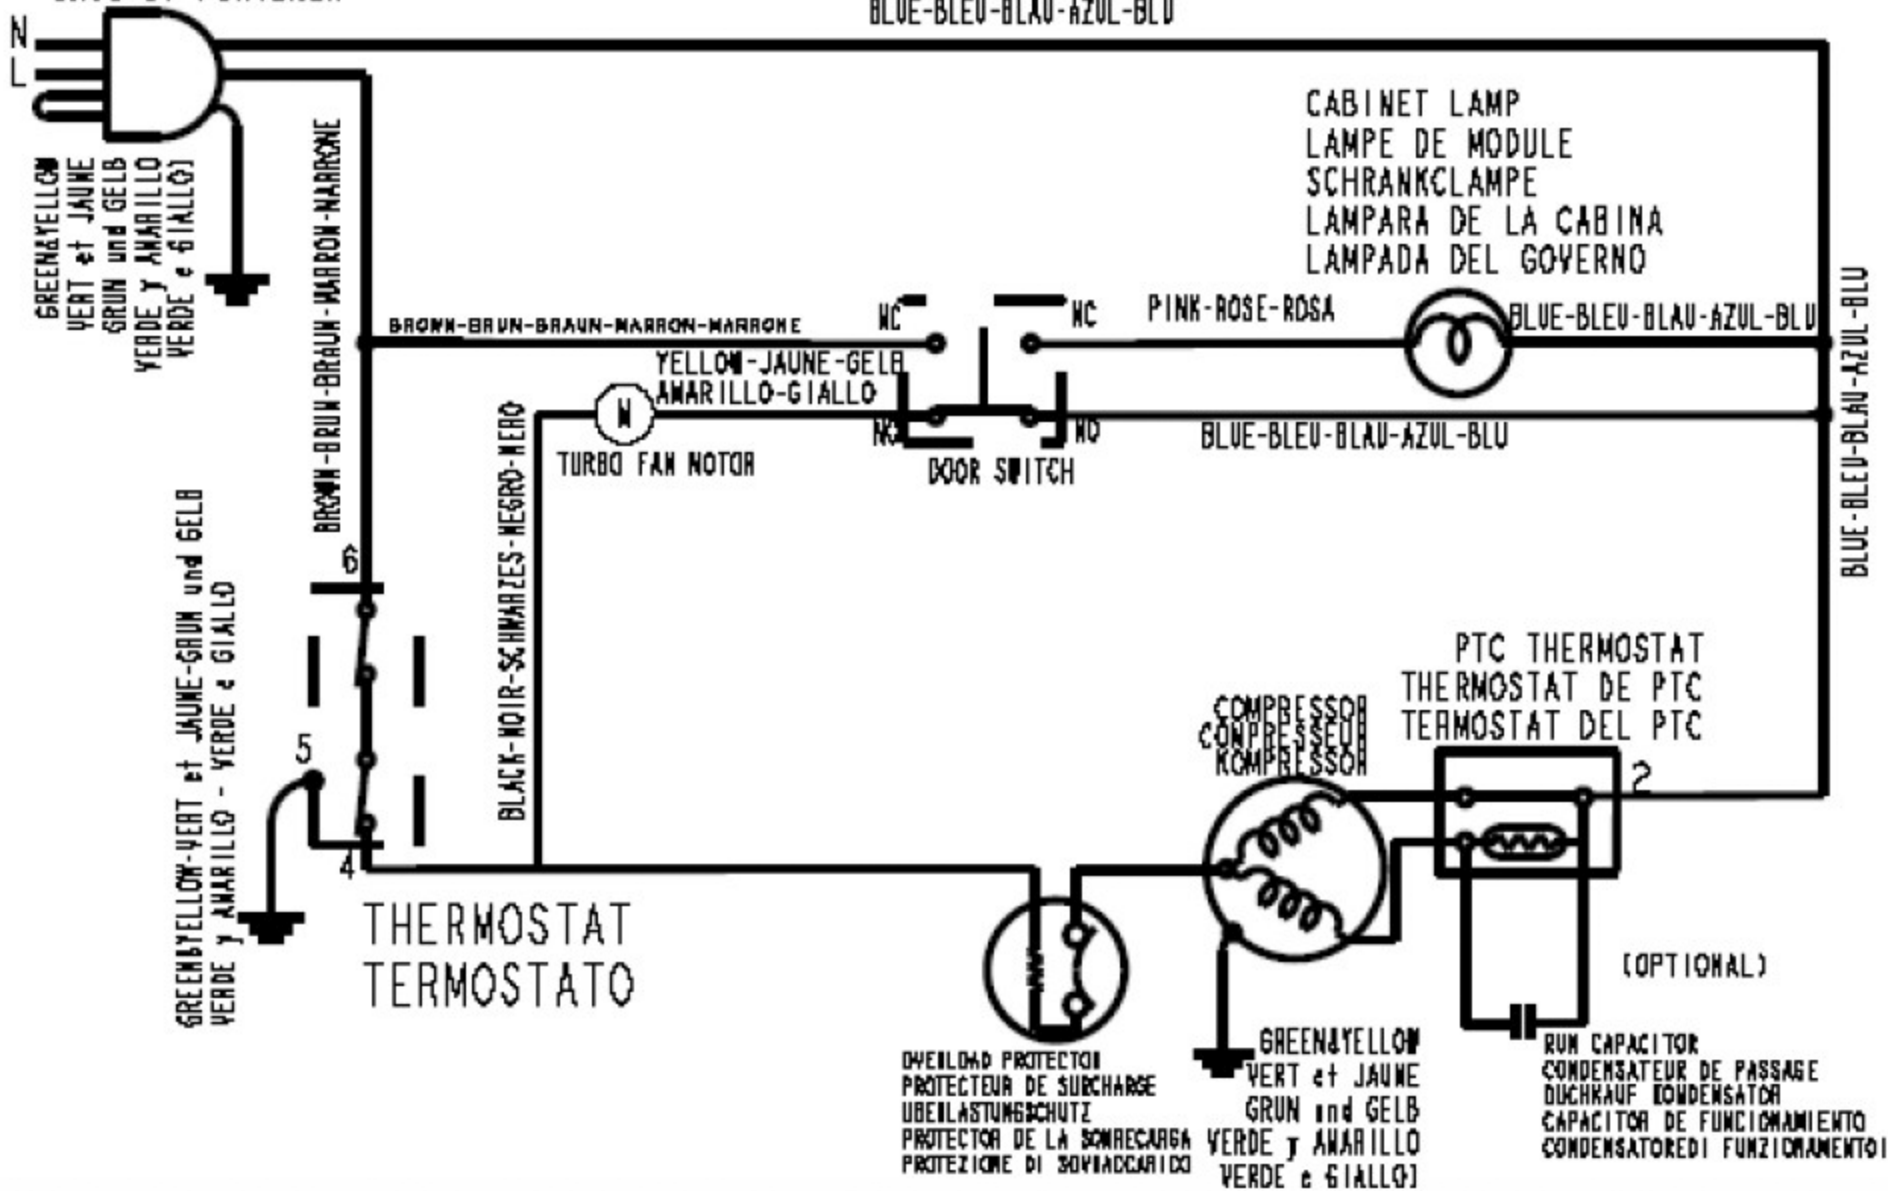 BLUE-BLEU-BLAU-AZUL-BLU
N
L
CABINET LAMP
LAMPE DE MODULE
SCHRANKCLAMPE
LAMPARA DE LA CABINA
LAMPADA DEL GOVERNO
GREEN&YELLOW
VERT et JAUNE
GRUN und GELB
VERDE y AMARILLO
VERDE e GIALLO]
BROWN-BRUN-BRAUN-MARRON-MARRONE
BROWN-BRUN-BRAUN-MARRON-MARRONE
NC
NC
PINK-ROSE-ROSA
BLUE-BLEU-BLAU-AZUL-BLU
BLUE-BLEU-BLAU-AZUL-BLU
YELLOW-JAUNE-GELB
AMARILLO-GIALLO
M
TURBO FAN MOTOR
NO
NO
DOOR SWITCH
BLUE-BLEU-BLAU-AZUL-BLU
BLACK-NOIR-SCHWARZES-NEGRO-NERO
6
5
4
GREEN&YELLOW-VERT et JAUNE-GRUN und GELB
VERDE y AMARILLO - VERDE e GIALLO
THERMOSTAT
TERMOSTATO
PTC THERMOSTAT
THERMOSTAT DE PTC
TERMOSTAT DEL PTC
COMPRESSOR
COMPRESSEUR
KOMPRESSOR
2
(OPTIONAL)
OVERLOAD PROTECTOR
PROTECTEUR DE SURCHARGE
UBERLASTUNGSCHUTZ
PROTECTOR DE LA SOBRECARGA
PROTEZIONE DI SOVRACCARICO
GREEN&YELLOW
VERT et JAUNE
GRUN und GELB
VERDE y AMARILLO
VERDE e GIALLO]
RUN CAPACITOR
CONDENSATEUR DE PASSAGE
DUCHKAUF KONDENSATOR
CAPACITOR DE FUNCIONAMIENTO
CONDENSATOREDI FUNZIONAMENTO